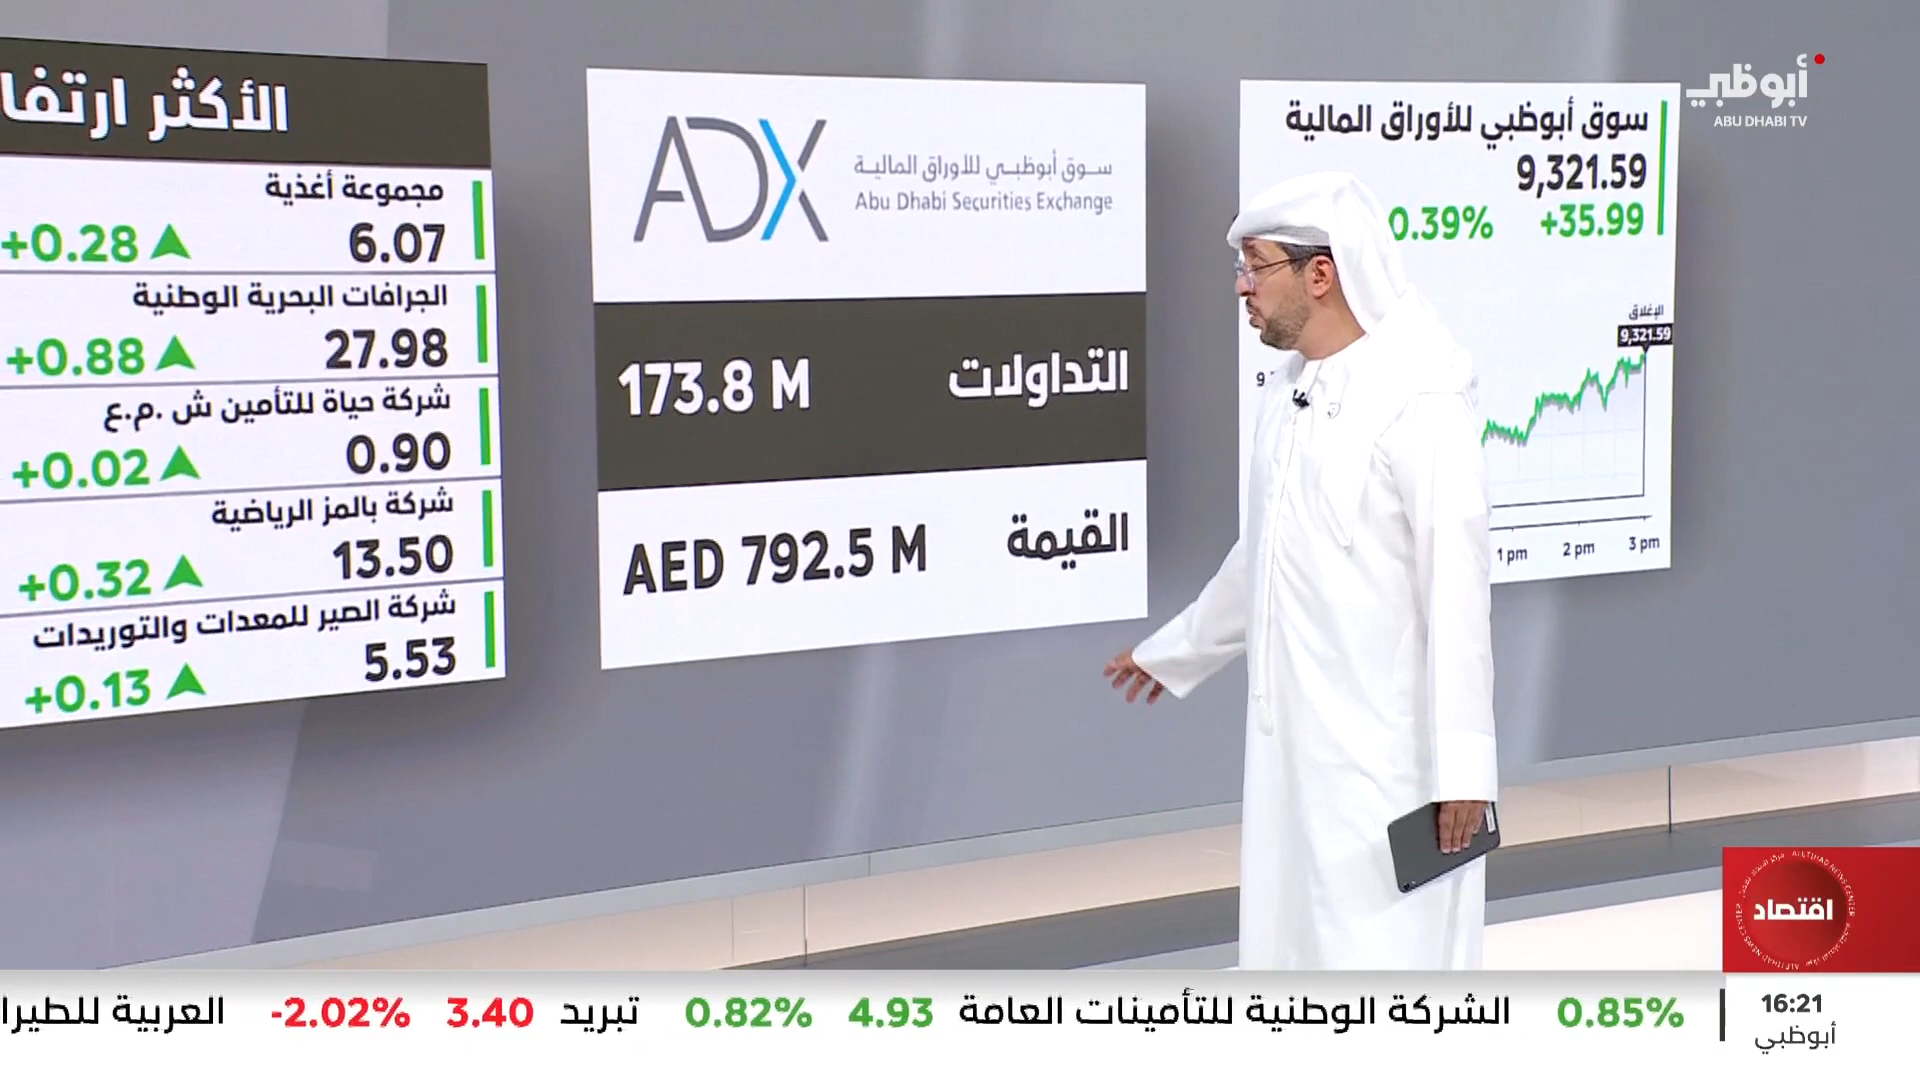 أبوظبي
ABU DHABI TV
سوق أبوظبي للأوراق المالية
9,321.59
+35.99
0.39%
الإغلاق
9,321.59
1 pm
2 pm
3 pm
ADX
سوق أبوظبي للأوراق المالية
Abu Dhabi Securities Exchange
التداولات
173.8 M
القيمة
AED 792.5 M
الأكثر
مجموعة أغذية
6.07
+0.28
الجرافات البحرية الوطنية
27.98
+0.88
شركة حياة للتأمين ش .م.ع
0.90
+0.02
شركة بالمز الرياضية
13.50
+0.32
شركة الصير للمعدات والتوريدات
5.53
+0.13
اقتصاد
16:21
أبوظبي
0.85% الشركة الوطنية للتأمينات العامة 4.93 0.82% تبريد 3.40 -2.02% العربية